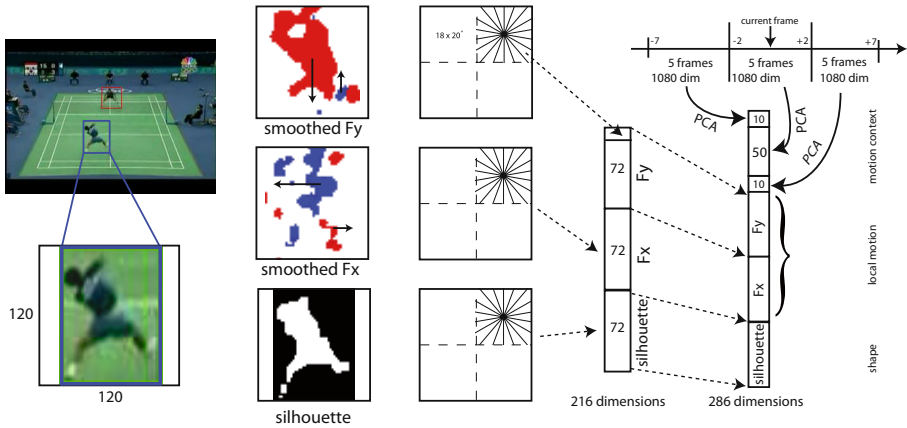 smoothed Fy
smoothed Fx
silhouette
120
120
18 x 20°
72
Fy
72
Fx
72
silhouette
216 dimensions
current frame
-7
-2
+2
+7
5 frames
1080 dim
5 frames
1080 dim
5 frames
1080 dim
PCA
PCA
PCA
10
50
10
Fy
Fx
silhouette
286 dimensions
motion context
local motion
shape